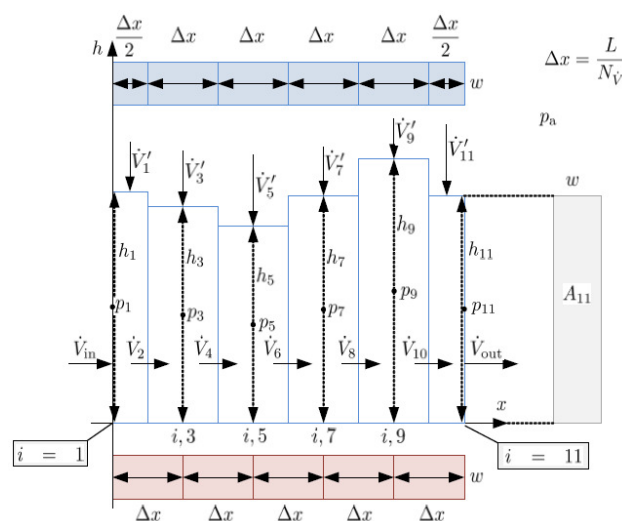 Δx/2 Δx Δx Δx Δx Δx/2
h
w
Δx = L/N_V̇
p_a
V̇′_1 V̇′_3 V̇′_5 V̇′_7 V̇′_9 V̇′_11
w
h_1 h_3 h_5 h_7 h_9 h_11
p_1 p_3 p_5 p_7 p_9 p_11
A_11
V̇_in V̇_2 V̇_4 V̇_6 V̇_8 V̇_10 V̇_out
x
i = 1 i, 3 i, 5 i, 7 i, 9 i = 11
w
Δx Δx Δx Δx Δx